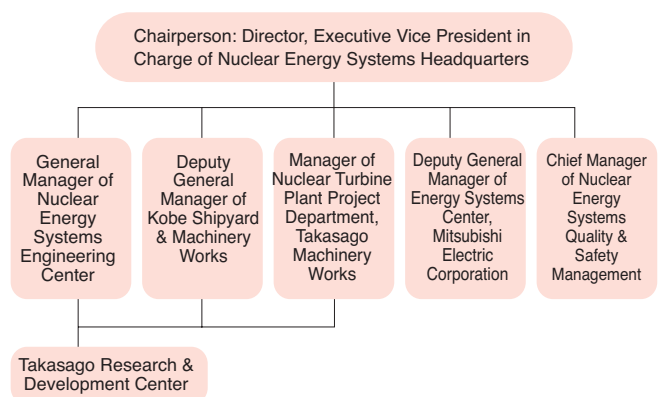 Chairperson: Director, Executive Vice President in
Charge of Nuclear Energy Systems Headquarters
General
Manager of
Nuclear
Energy
Systems
Engineering
Center
Deputy
General
Manager of
Kobe Shipyard
& Machinery
Works
Manager of
Nuclear Turbine
Plant Project
Department,
Takasago
Machinery
Works
Deputy General
Manager of
Energy Systems
Center,
Mitsubishi
Electric
Corporation
Chief Manager
of Nuclear
Energy
Systems
Quality &
Safety
Management
Takasago Research &
Development Center